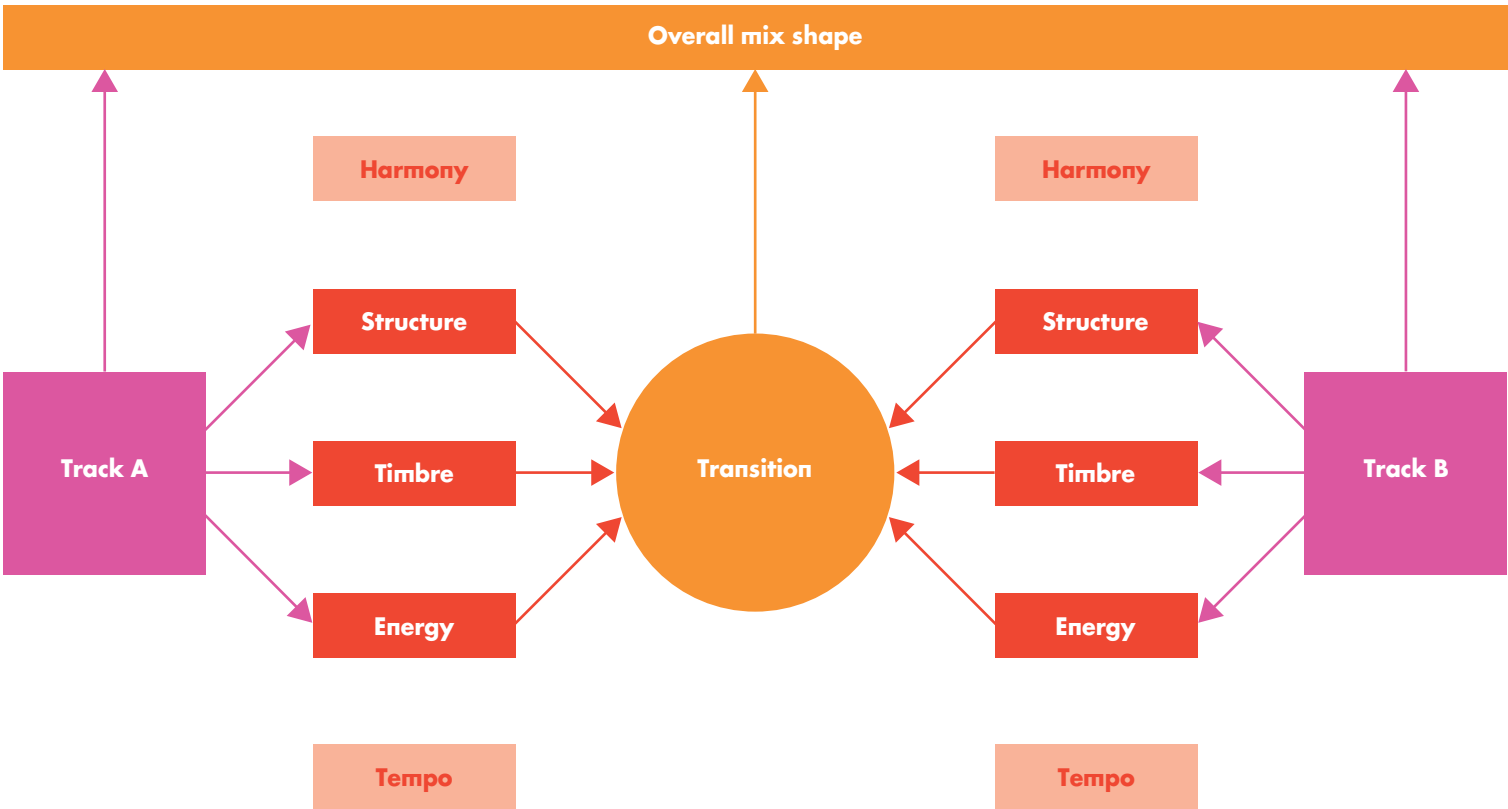 Overall mix shape
Harmony
Harmony
Structure
Structure
Track A
Timbre
Transition
Timbre
Track B
Energy
Energy
Tempo
Tempo